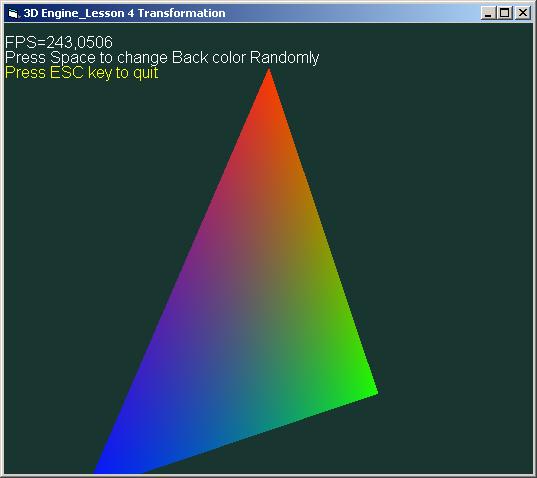 3D Engine_Lesson 4 Transformation
FPS=243,0506
Press Space to change Back color Randomly
Press ESC key to quit